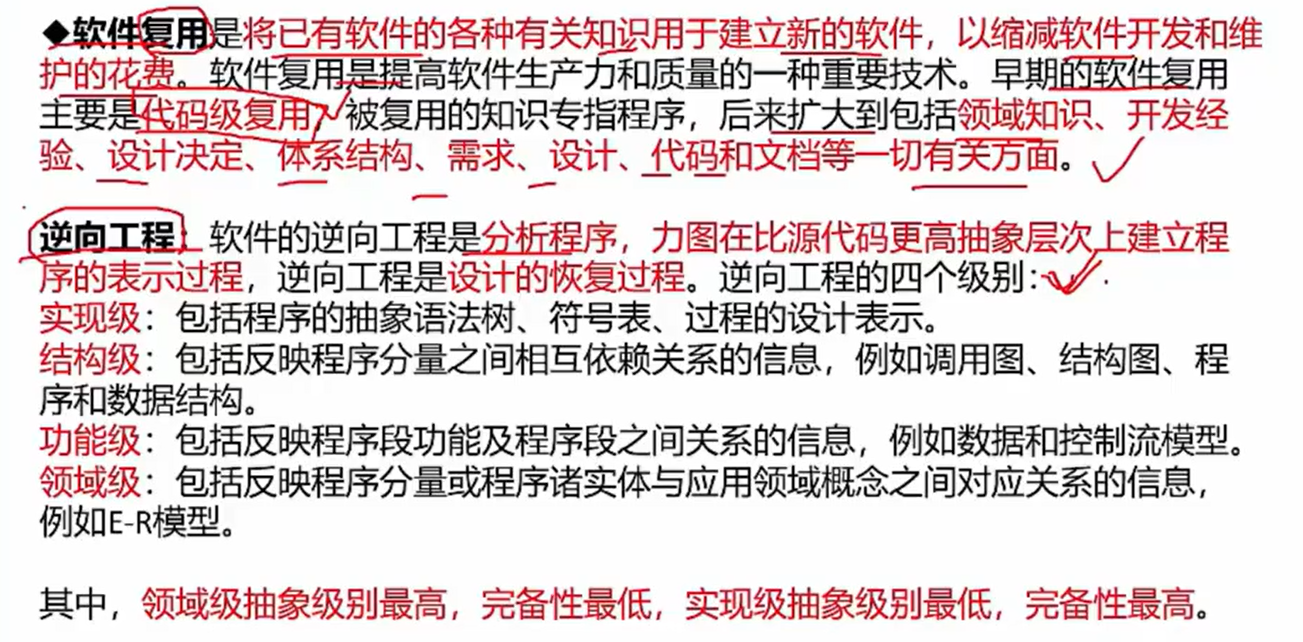 ◆软件复用是将已有软件的各种有关知识用于建立新的软件，以缩减软件开发和维
护的花费。软件复用是提高软件生产力和质量的一种重要技术。早期的软件复用
主要是代码级复用，被复用的知识专指程序，后来扩大到包括领域知识、开发经
验、设计决定、体系结构、需求、设计、代码和文档等一切有关方面。
逆向工程：软件的逆向工程是分析程序，力图在比源代码更高抽象层次上建立程
序的表示过程，逆向工程是设计的恢复过程。逆向工程的四个级别：
实现级：包括程序的抽象语法树、符号表、过程的设计表示。
结构级：包括反映程序分量之间相互依赖关系的信息，例如调用图、结构图、程
序和数据结构。
功能级：包括反映程序段功能及程序段之间关系的信息，例如数据和控制流模型。
领域级：包括反映程序分量或程序诸实体与应用领域概念之间对应关系的信息，
例如E-R模型。
其中，领域级抽象级别最高，完备性最低，实现级抽象级别最低，完备性最高。